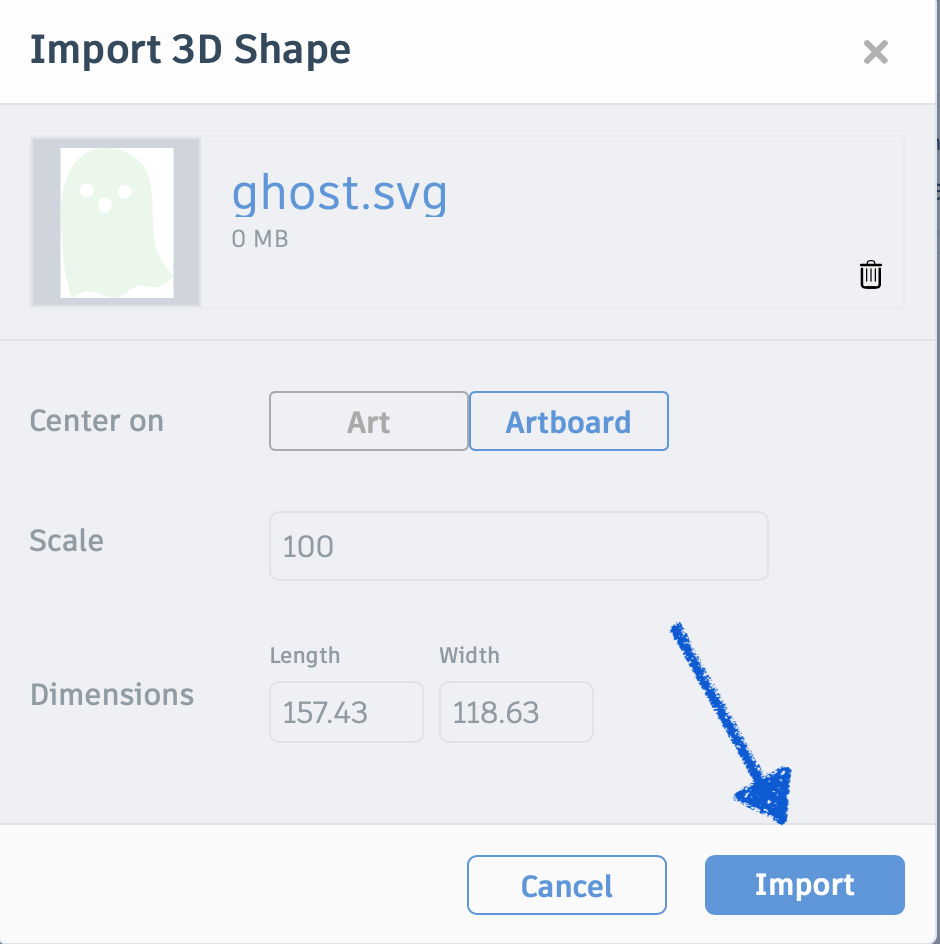 Import 3D Shape
ghost.svg
0 MB
Center on
Art
Artboard
Scale
100
Length
Width
Dimensions
157.43
118.63
Cancel
Import